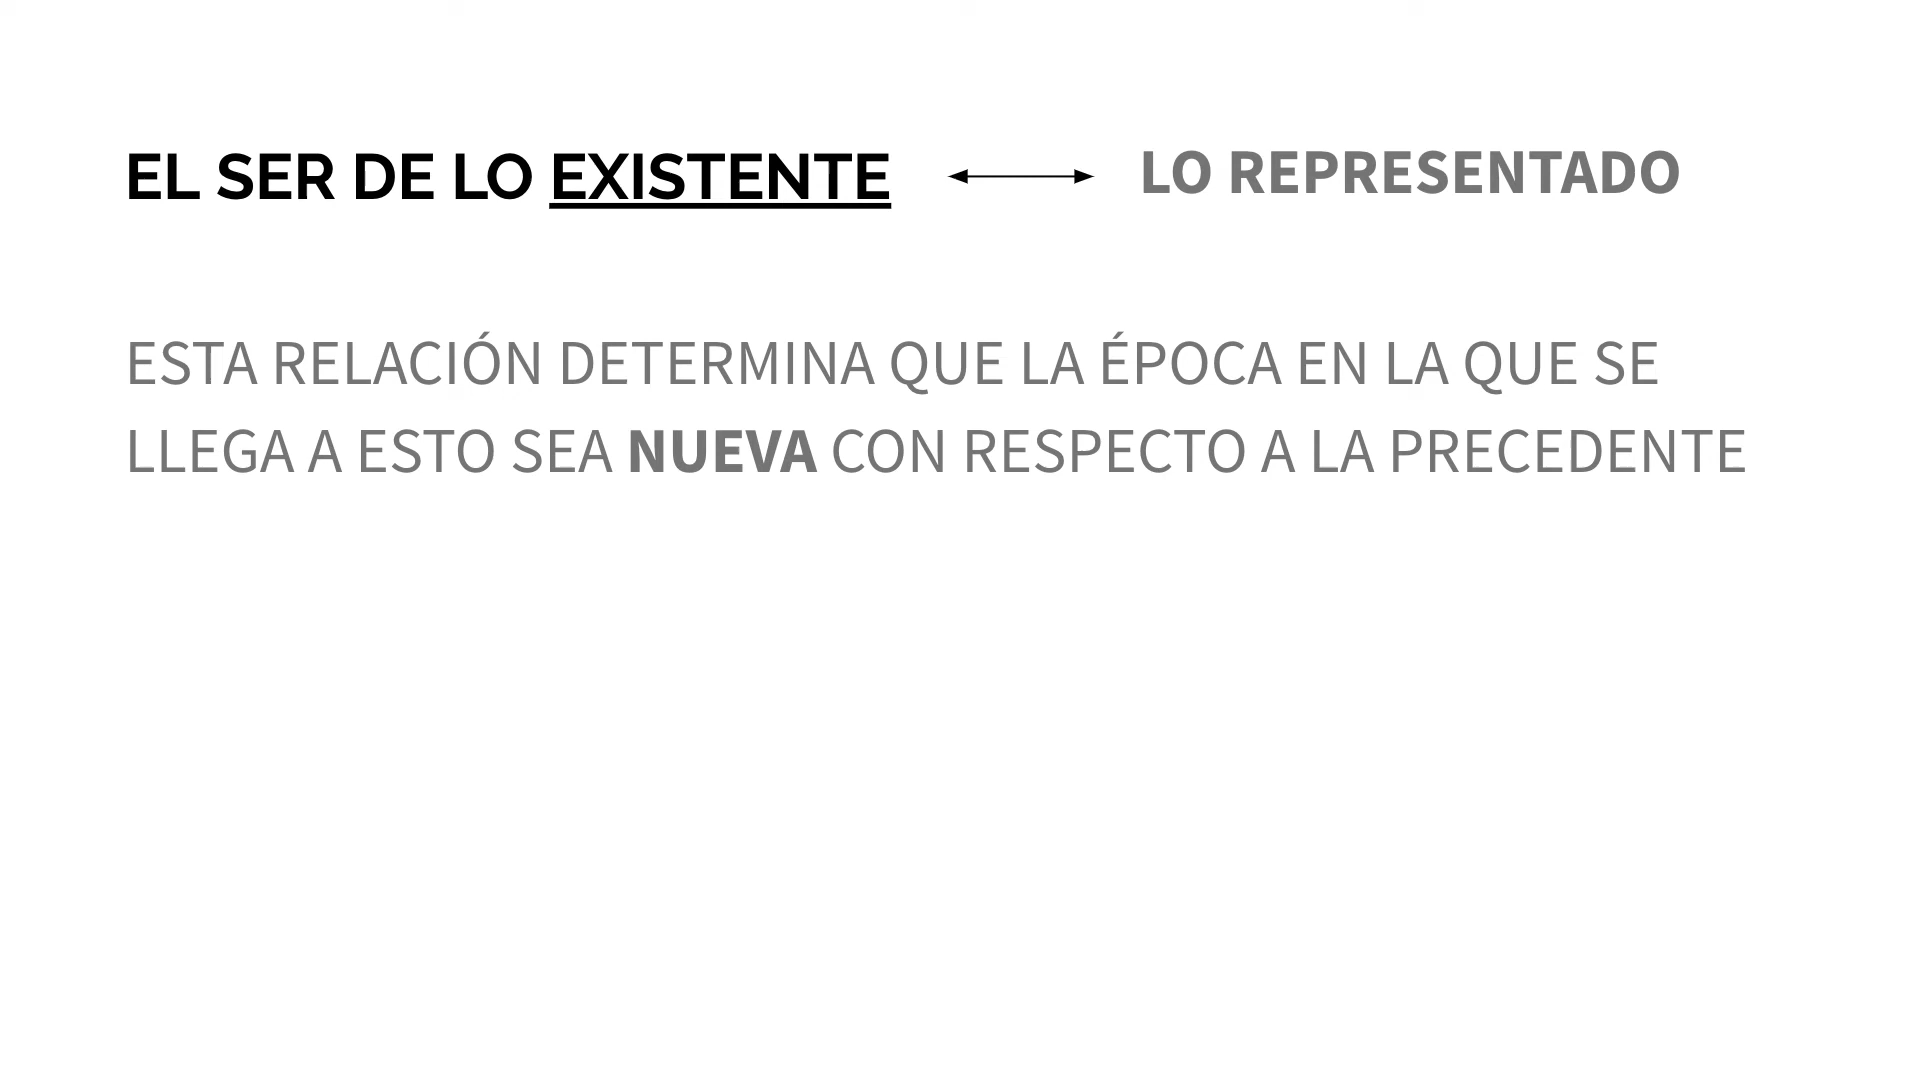 EL SER DE LO EXISTENTE LO REPRESENTADO
ESTA RELACIÓN DETERMINA QUE LA ÉPOCA EN LA QUE SE
LLEGA A ESTO SEA NUEVA CON RESPECTO A LA PRECEDENTE